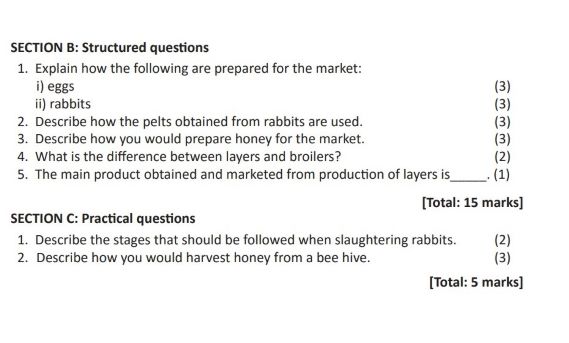 SECTION B: Structured questions
1. Explain how the following are prepared for the market:
i) eggs (3)
ii) rabbits (3)
2. Describe how the pelts obtained from rabbits are used. (3)
3. Describe how you would prepare honey for the market. (3)
4. What is the difference between layers and broilers? (2)
5. The main product obtained and marketed from production of layers is_____. (1)
[Total: 15 marks]
SECTION C: Practical questions
1. Describe the stages that should be followed when slaughtering rabbits. (2)
2. Describe how you would harvest honey from a bee hive. (3)
[Total: 5 marks]